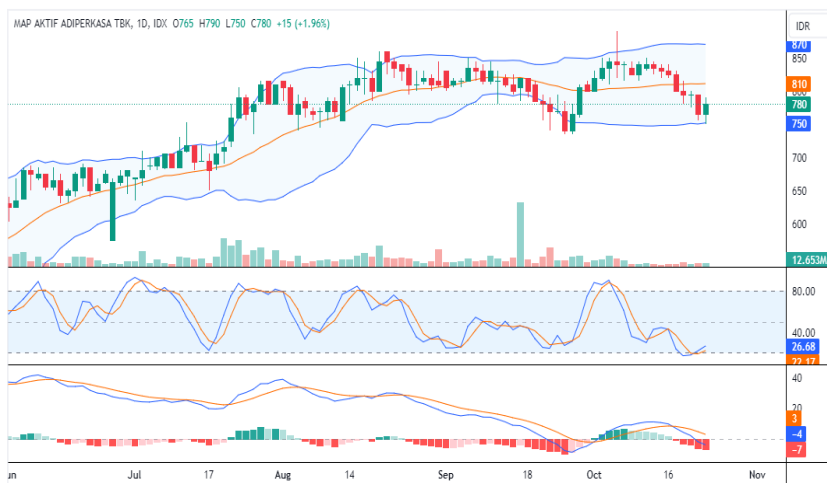 MAP AKTIF ADIPERKASA TBK, 1D, IDX O765 H790 L750 C780 +15 (+1.96%)
IDR
870
850
810
800
780
750
700
650
600
12.653M
80.00
40.00
26.68
22.17
40
20
3
−4
−7
un
Jul
17
Aug
14
Sep
18
Oct
16
Nov